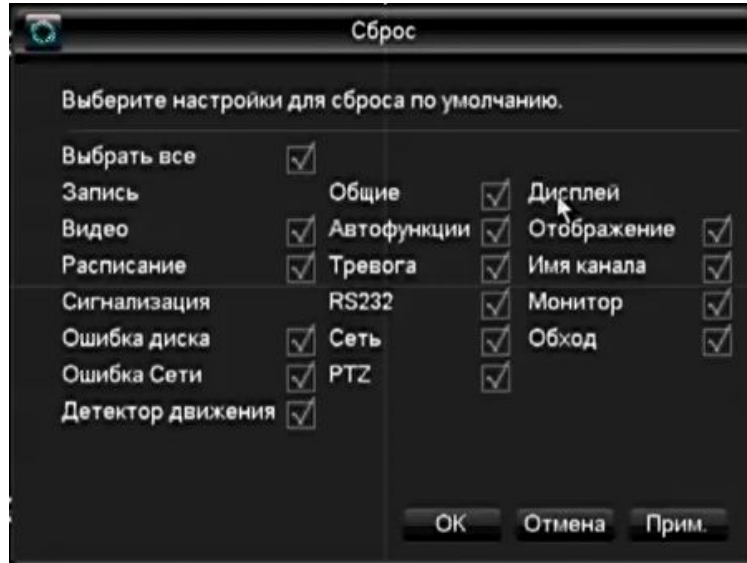 Сброс
Выберите настройки для сброса по умолчанию.
Выбрать все
Запись Общие Дисплей
Видео Автофункции Отображение
Расписание Тревога Имя канала
Сигнализация RS232 Монитор
Ошибка диска Сеть Обход
Ошибка Сети PTZ
Детектор движения
OK Отмена Прим.